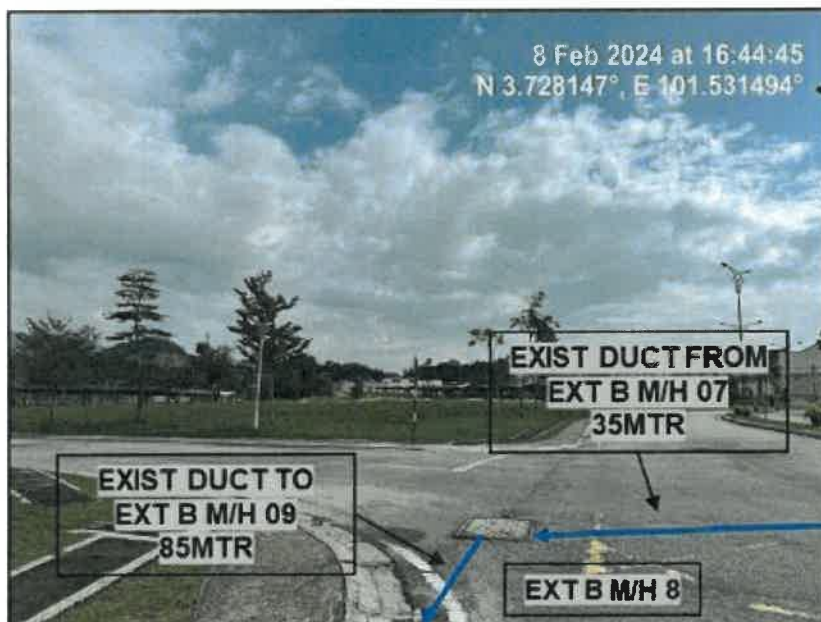 8 Feb 2024 at 16:44:45
N 3.728147°, E 101.531494°
EXIST DUCT FROM
EXT B M/H 07
35MTR
EXIST DUCT TO
EXT B M/H 09
85MTR
EXT B M/H 8